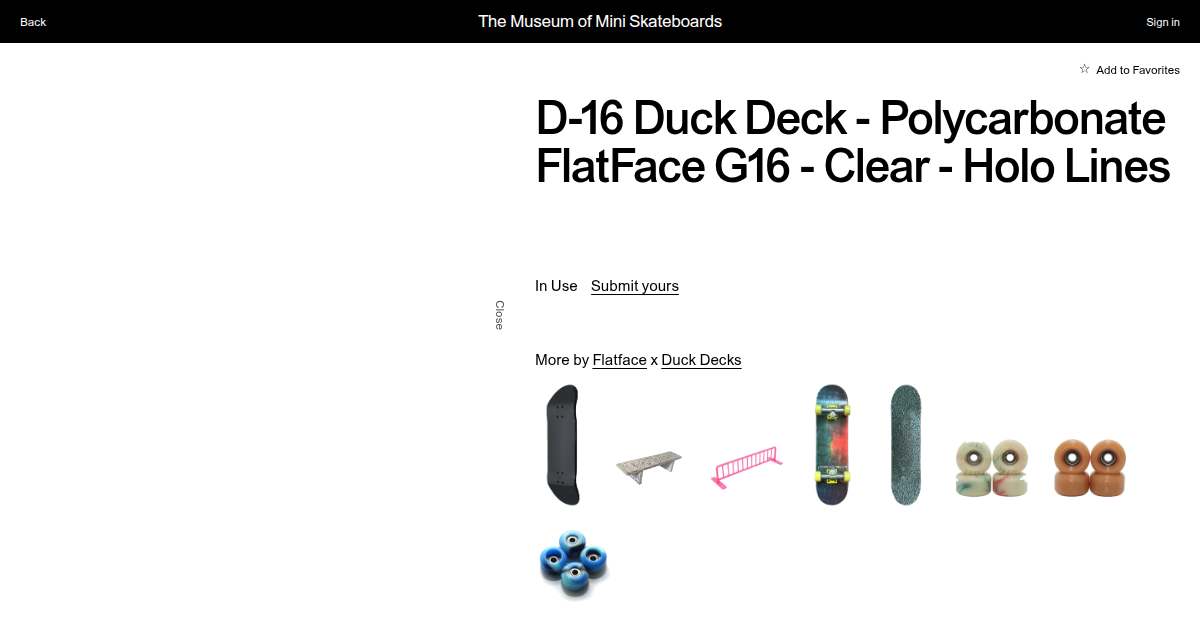 Back
The Museum of Mini Skateboards
Sign in
☆ Add to Favorites
D-16 Duck Deck - Polycarbonate
FlatFace G16 - Clear - Holo Lines
In Use Submit yours
Close
More by Flatface x Duck Decks